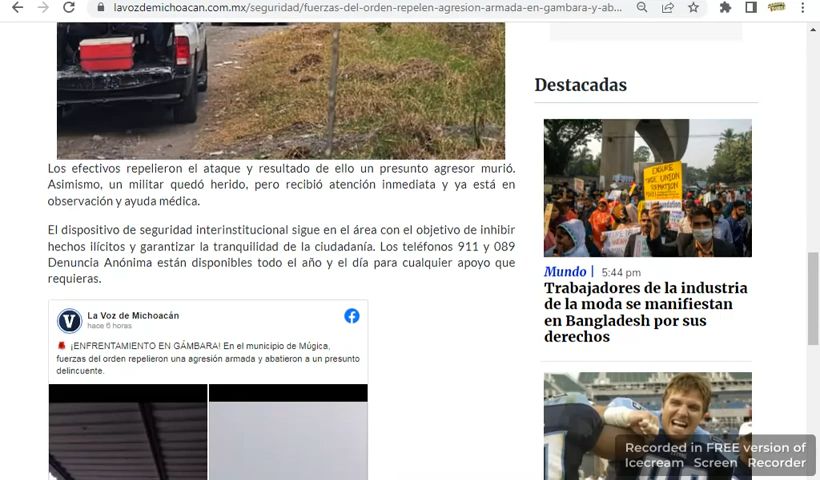 lavozdemichoacan.com.mx/seguridad/fuerzas-del-orden-repelen-agresion-armada-en-gambara-y-ab...
Los efectivos repelieron el ataque y resultado de ello un presunto agresor murió.
Asimismo, un militar quedó herido, pero recibió atención inmediata y ya está en
observación y ayuda médica.
El dispositivo de seguridad interinstitucional sigue en el área con el objetivo de inhibir
hechos ilícitos y garantizar la tranquilidad de la ciudadanía. Los teléfonos 911 y 089
Denuncia Anónima están disponibles todo el año y el día para cualquier apoyo que
requieras.
V
La Voz de Michoacán
hace 6 horas
¡ENFRENTAMIENTO EN GÁMBARA! En el municipio de Múgica,
fuerzas del orden repelieron una agresión armada y abatieron a un presunto
delincuente.
Destacadas
ENSURE
TRADE UNION
Mundo | 5:44 pm
Trabajadores de la industria
de la moda se manifiestan
en Bangladesh por sus
derechos
Recorded in FREE version of
Icecream Screen Recorder